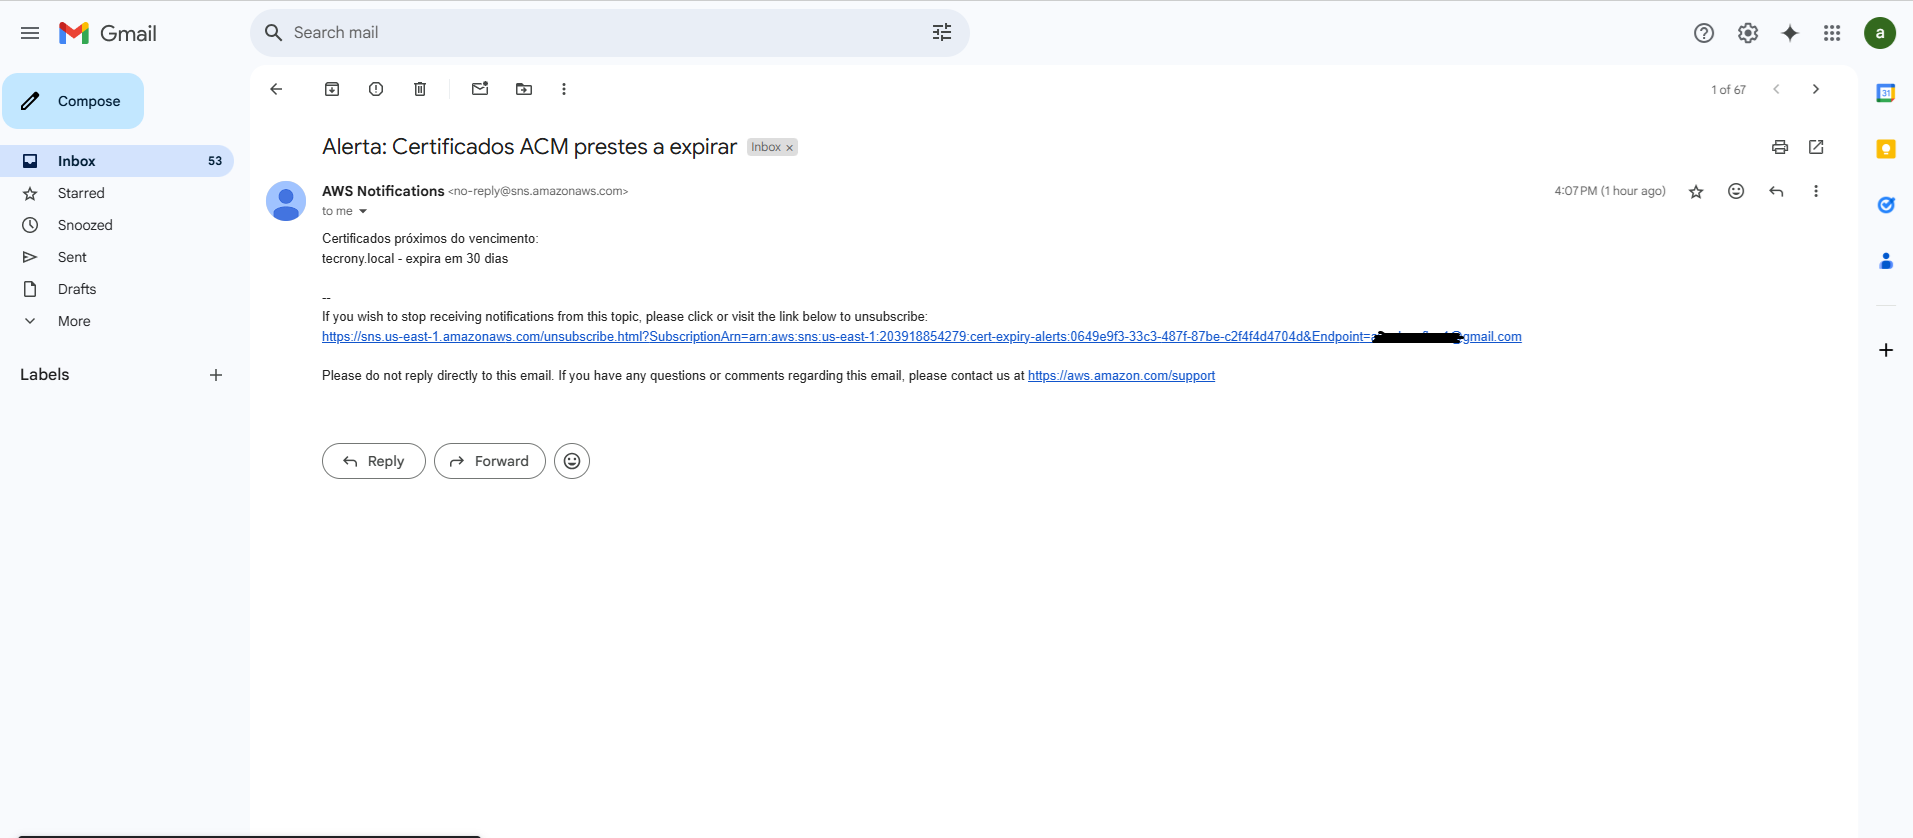 Gmail
Search mail
a
Compose
Inbox 53
Starred
Snoozed
Sent
Drafts
More
Labels
1 of 67
Alerta: Certificados ACM prestes a expirar Inbox x
AWS Notifications <no-reply@sns.amazonaws.com>
4:07 PM (1 hour ago)
to me
Certificados próximos do vencimento:
tecrony.local - expira em 30 dias
--
If you wish to stop receiving notifications from this topic, please click or visit the link below to unsubscribe:
https://sns.us-east-1.amazonaws.com/unsubscribe.html?SubscriptionArn=arn:aws:sns:us-east-1:203918854279:cert-expiry-alerts:0649e9f3-33c3-487f-87be-c2f4f4d4704d&Endpoint= gmail.com
Please do not reply directly to this email. If you have any questions or comments regarding this email, please contact us at https://aws.amazon.com/support
Reply
Forward
31